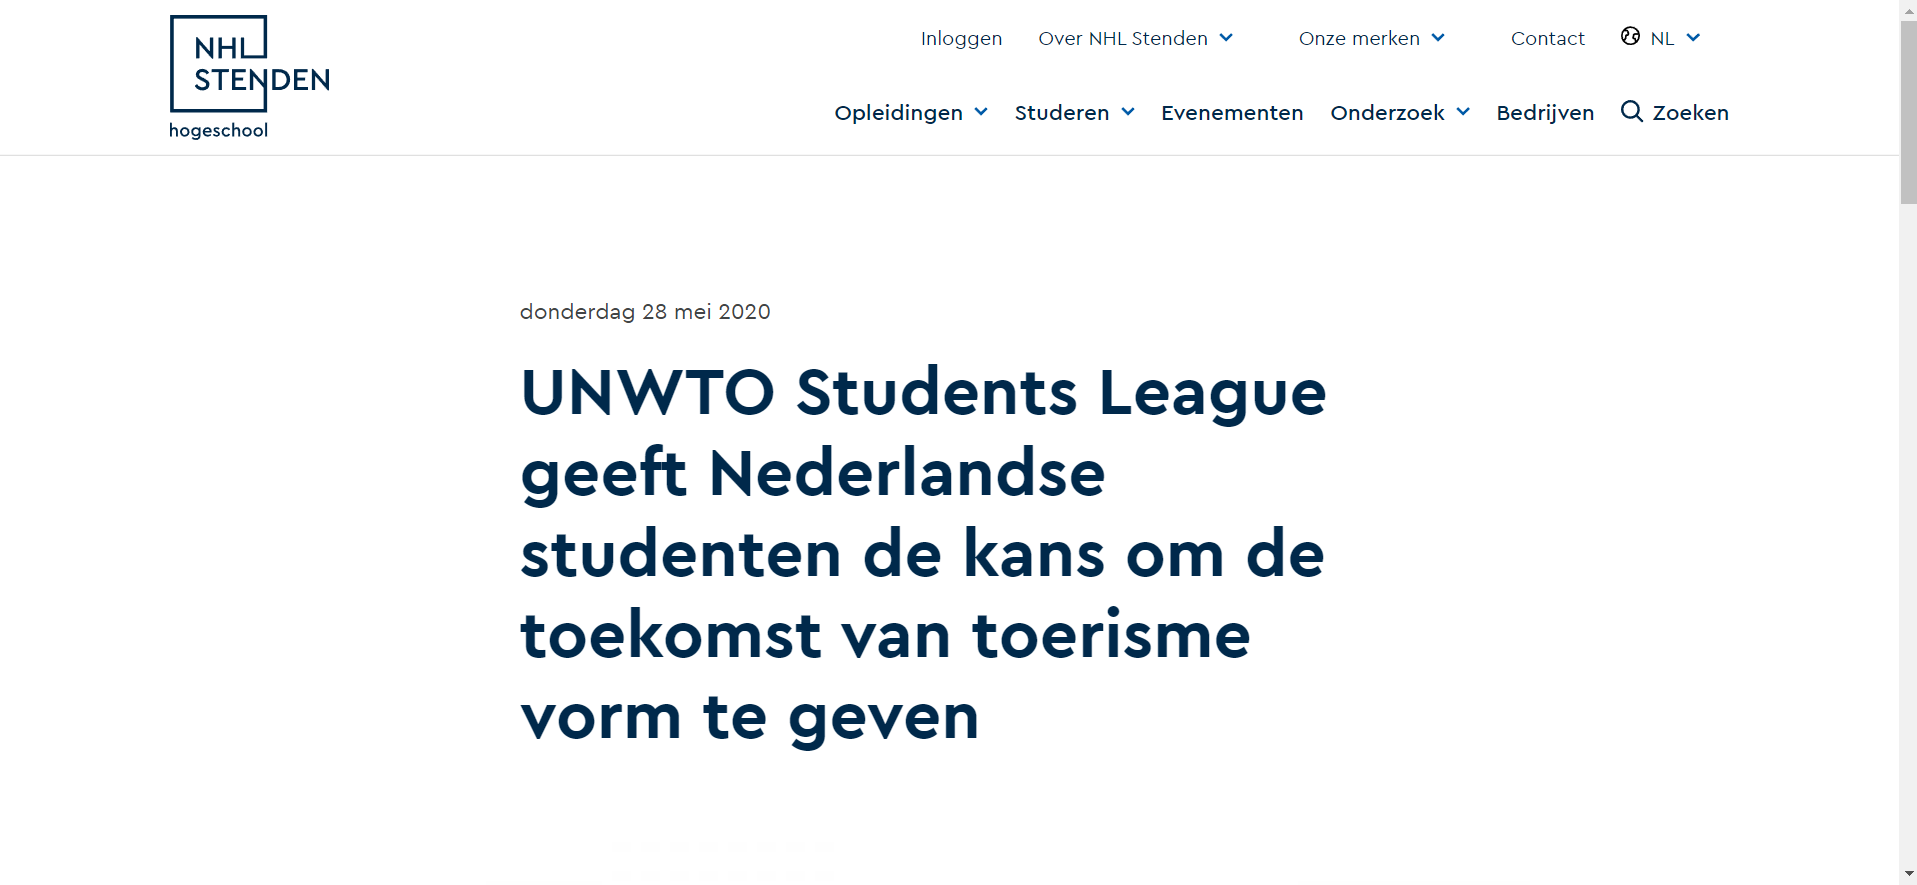 NHL
STENDEN
hogeschool
Inloggen Over NHL Stenden Onze merken Contact NL
Opleidingen Studeren Evenementen Onderzoek Bedrijven Zoeken
donderdag 28 mei 2020
UNWTO Students League
geeft Nederlandse
studenten de kans om de
toekomst van toerisme
vorm te geven